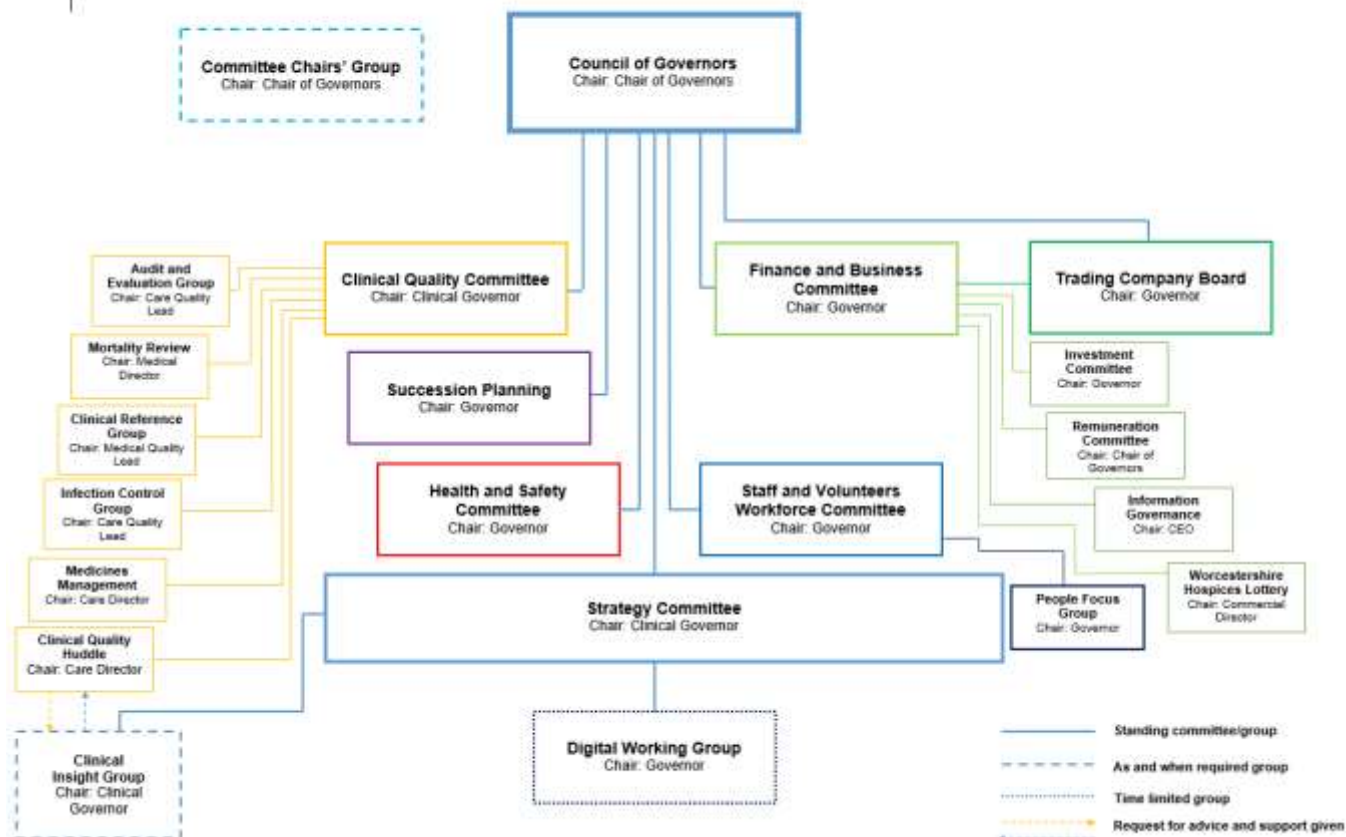 Committee Chairs' Group
Chair: Chair of Governors
Council of Governors
Chair: Chair of Governors
Audit and
Evaluation Group
Chair: Care Quality
Lead
Clinical Quality Committee
Chair: Clinical Governor
Finance and Business
Committee
Chair: Governor
Trading Company Board
Chair: Governor
Mortality Review
Chair: Medical
Director
Succession Planning
Chair: Governor
Investment
Committee
Chair: Governor
Clinical Reference
Group
Chair: Medical Quality
Lead
Remuneration
Committee
Chair: Chair of
Governors
Infection Control
Group
Chair: Care Quality
Lead
Health and Safety
Committee
Chair: Governor
Staff and Volunteers
Workforce Committee
Chair: Governor
Information
Governance
Chair: CEO
Medicines
Management
Chair: Care Director
Strategy Committee
Chair: Clinical Governor
People Focus
Group
Chair: Governor
Worcestershire
Hospices Lottery
Chair: Commercial
Director
Clinical Quality
Huddle
Chair: Care Director
Clinical
Insight Group
Chair: Clinical
Governor
Digital Working Group
Chair: Governor
Standing committee/group
As and when required group
Time limited group
Request for advice and support given